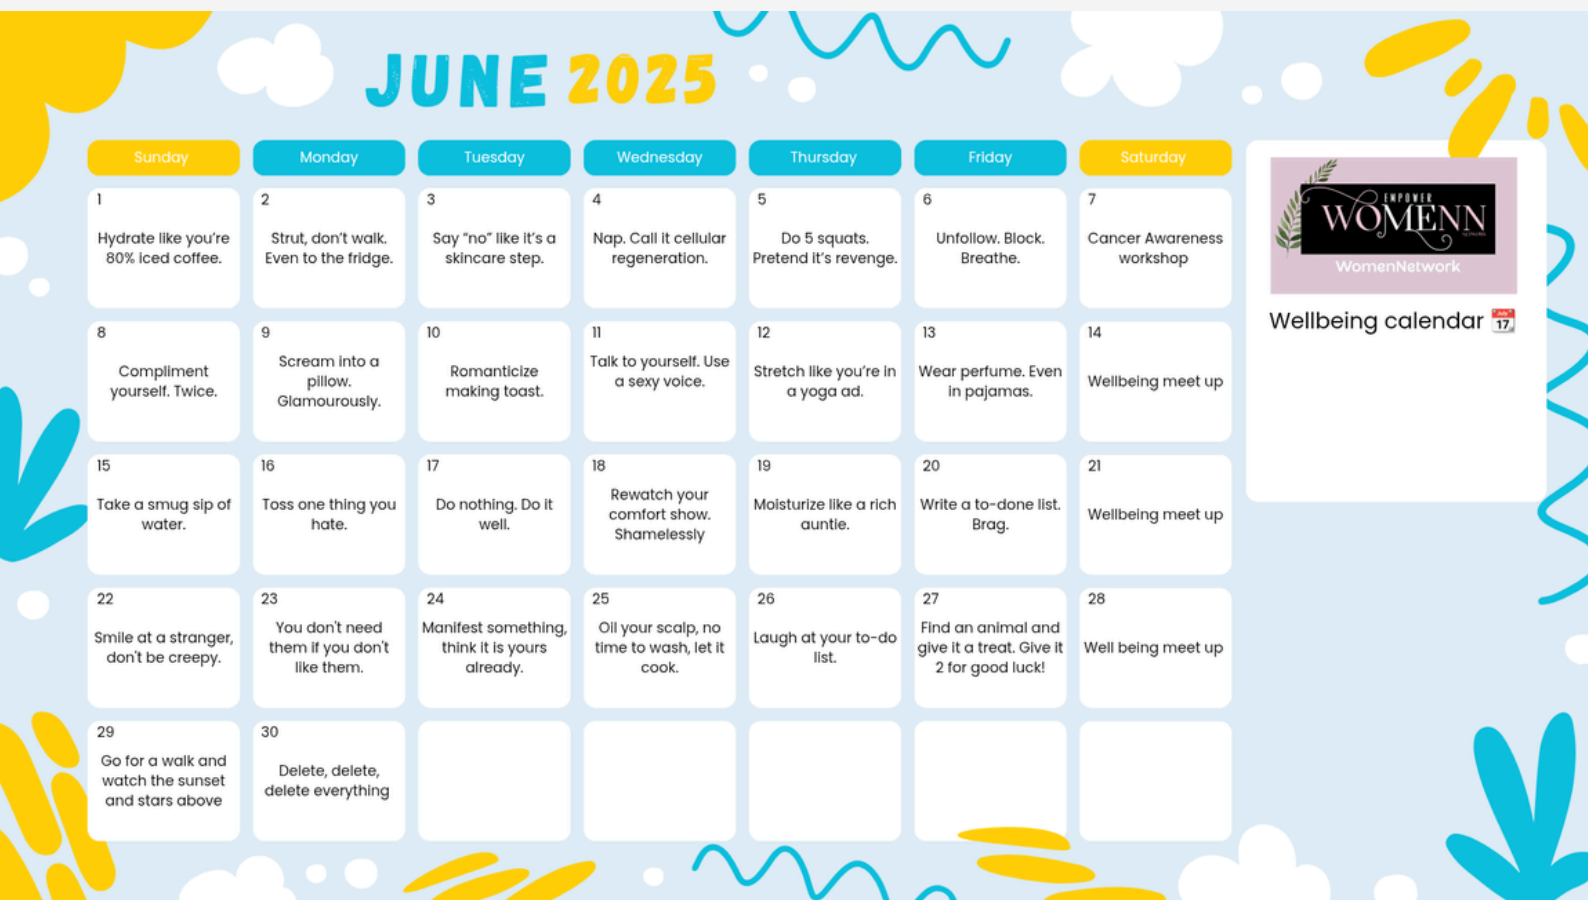 JUNE 2025
Sunday
Monday
Tuesday
Wednesday
Thursday
Friday
Saturday
1
Hydrate like you're
80% iced coffee.
2
Strut, don't walk.
Even to the fridge.
3
Say “no” like it's a
skincare step.
4
Nap. Call it cellular
regeneration.
5
Do 5 squats.
Pretend it's revenge.
6
Unfollow. Block.
Breathe.
7
Cancer Awareness
workshop
8
Compliment
yourself. Twice.
9
Scream into a
pillow.
Glamourously.
10
Romanticize
making toast.
11
Talk to yourself. Use
a sexy voice.
12
Stretch like you're in
a yoga ad.
13
Wear perfume. Even
in pajamas.
14
Wellbeing meet up
15
Take a smug sip of
water.
16
Toss one thing you
hate.
17
Do nothing. Do it
well.
18
Rewatch your
comfort show.
Shamelessly
19
Moisturize like a rich
auntie.
20
Write a to-done list.
Brag.
21
Wellbeing meet up
22
Smile at a stranger,
don't be creepy.
23
You don't need
them if you don't
like them.
24
Manifest something,
think it is yours
already.
25
Oil your scalp, no
time to wash, let it
cook.
26
Laugh at your to-do
list.
27
Find an animal and
give it a treat. Give it
2 for good luck!
28
Well being meet up
29
Go for a walk and
watch the sunset
and stars above
30
Delete, delete,
delete everything
EMPOWER
WOMENN
WomenNetwork
Wellbeing calendar
July
17